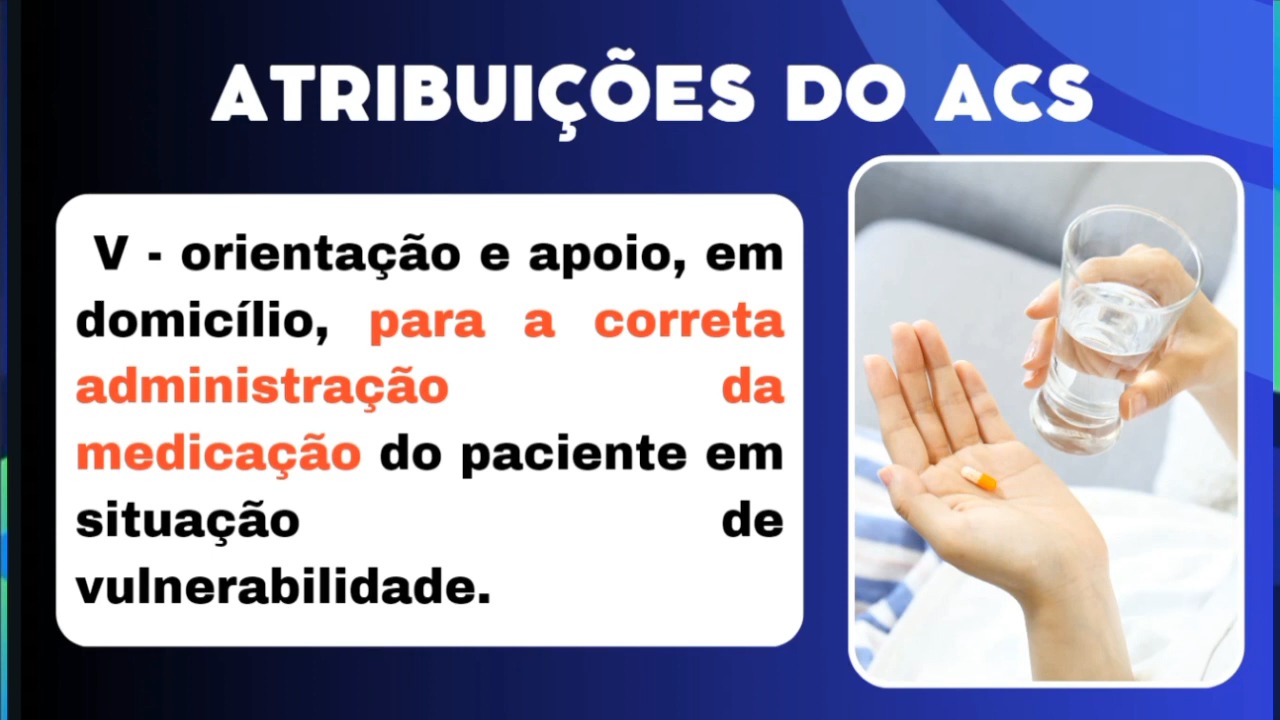 ATRIBUIÇÕES DO ACS
V - orientação e apoio, em
domicílio, para a correta
administração da
medicação do paciente em
situação de
vulnerabilidade.